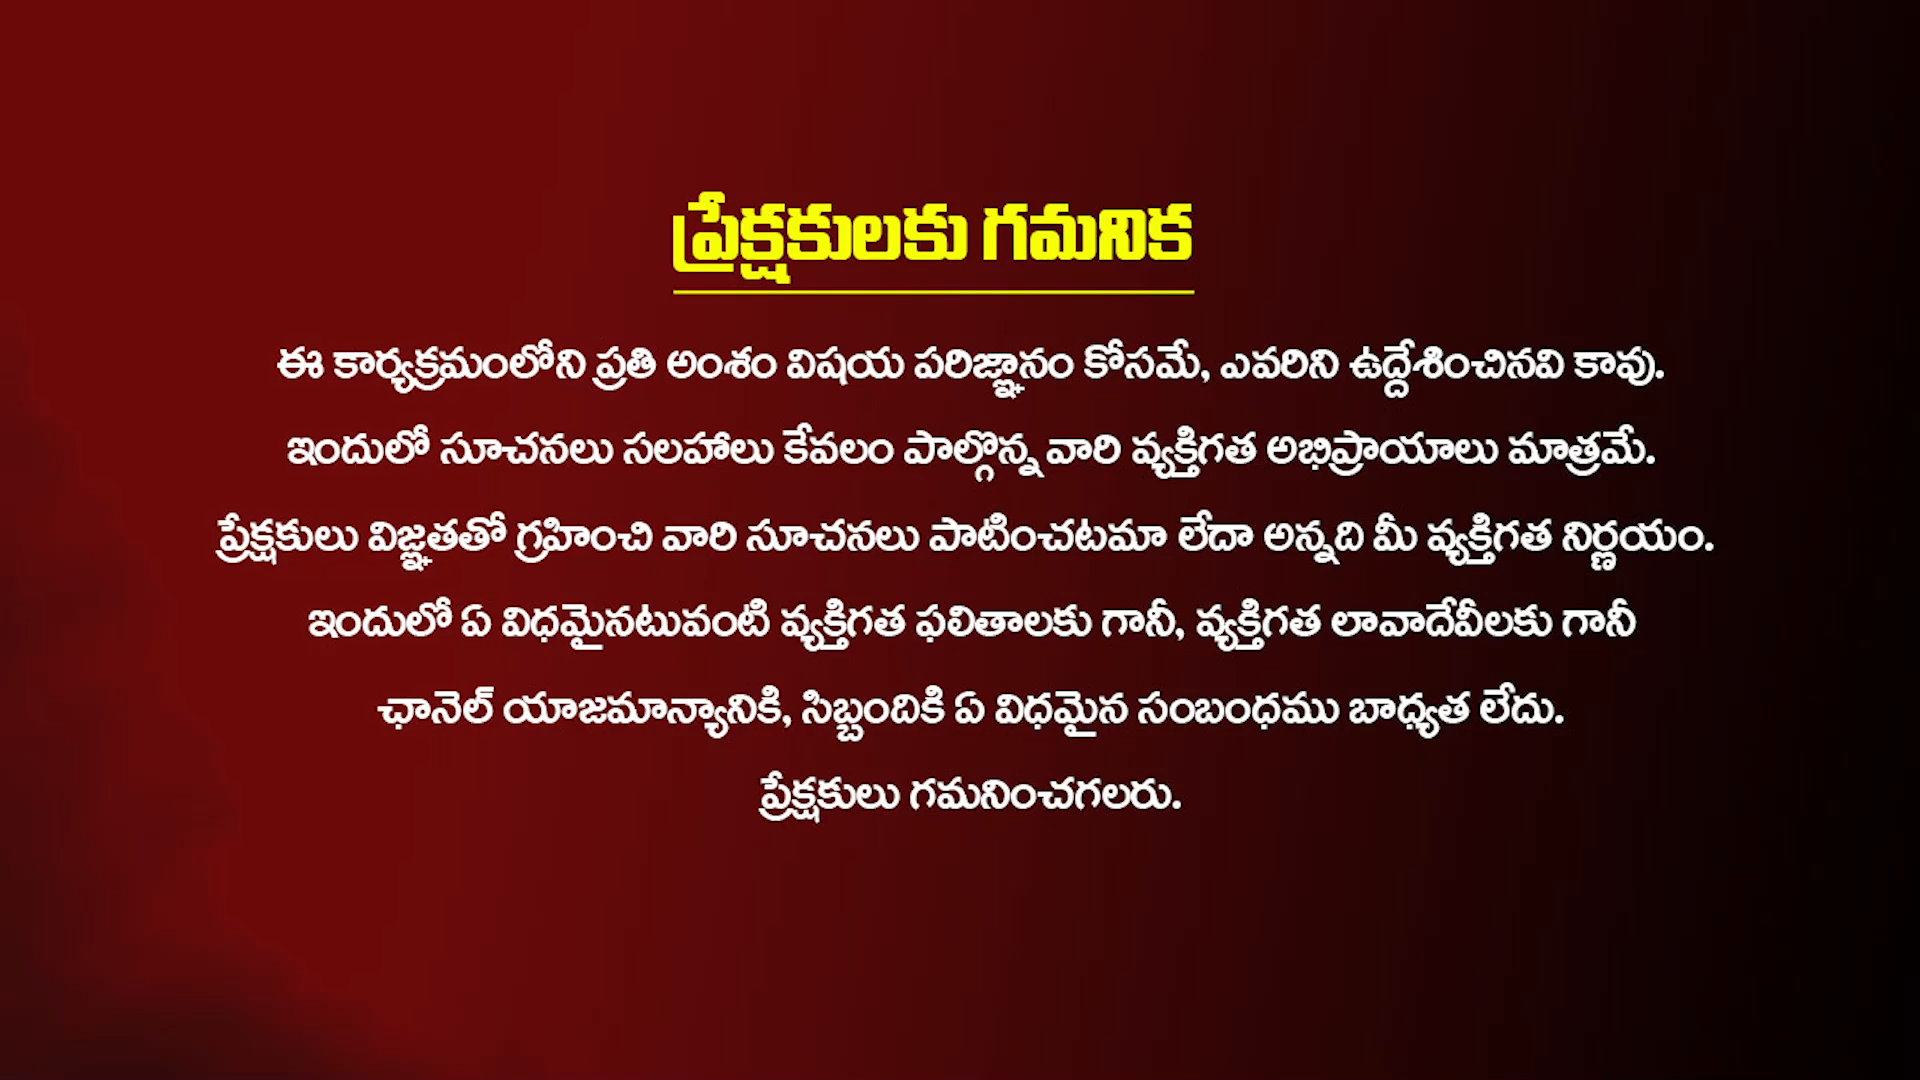 ప్రేక్షకులకు గమనిక
ఈ కార్యక్రమంలోని ప్రతి అంశం విషయ పరిజ్ఞానం కోసమే, ఎవరిని ఉద్దేశించినవి కావు.
ఇందులో సూచనలు సలహాలు కేవలం పాల్గొన్న వారి వ్యక్తిగత అభిప్రాయాలు మాత్రమే.
ప్రేక్షకులు విజ్ఞతతో గ్రహించి వారి సూచనలు పాటించటమా లేదా అన్నది మీ వ్యక్తిగత నిర్ణయం.
ఇందులో ఏ విధమైనటువంటి వ్యక్తిగత ఫలితాలకు గానీ, వ్యక్తిగత లావాదేవీలకు గానీ
ఛానెల్ యాజమాన్యానికి, సిబ్బందికి ఏ విధమైన సంబంధము బాధ్యత లేదు.
ప్రేక్షకులు గమనించగలరు.